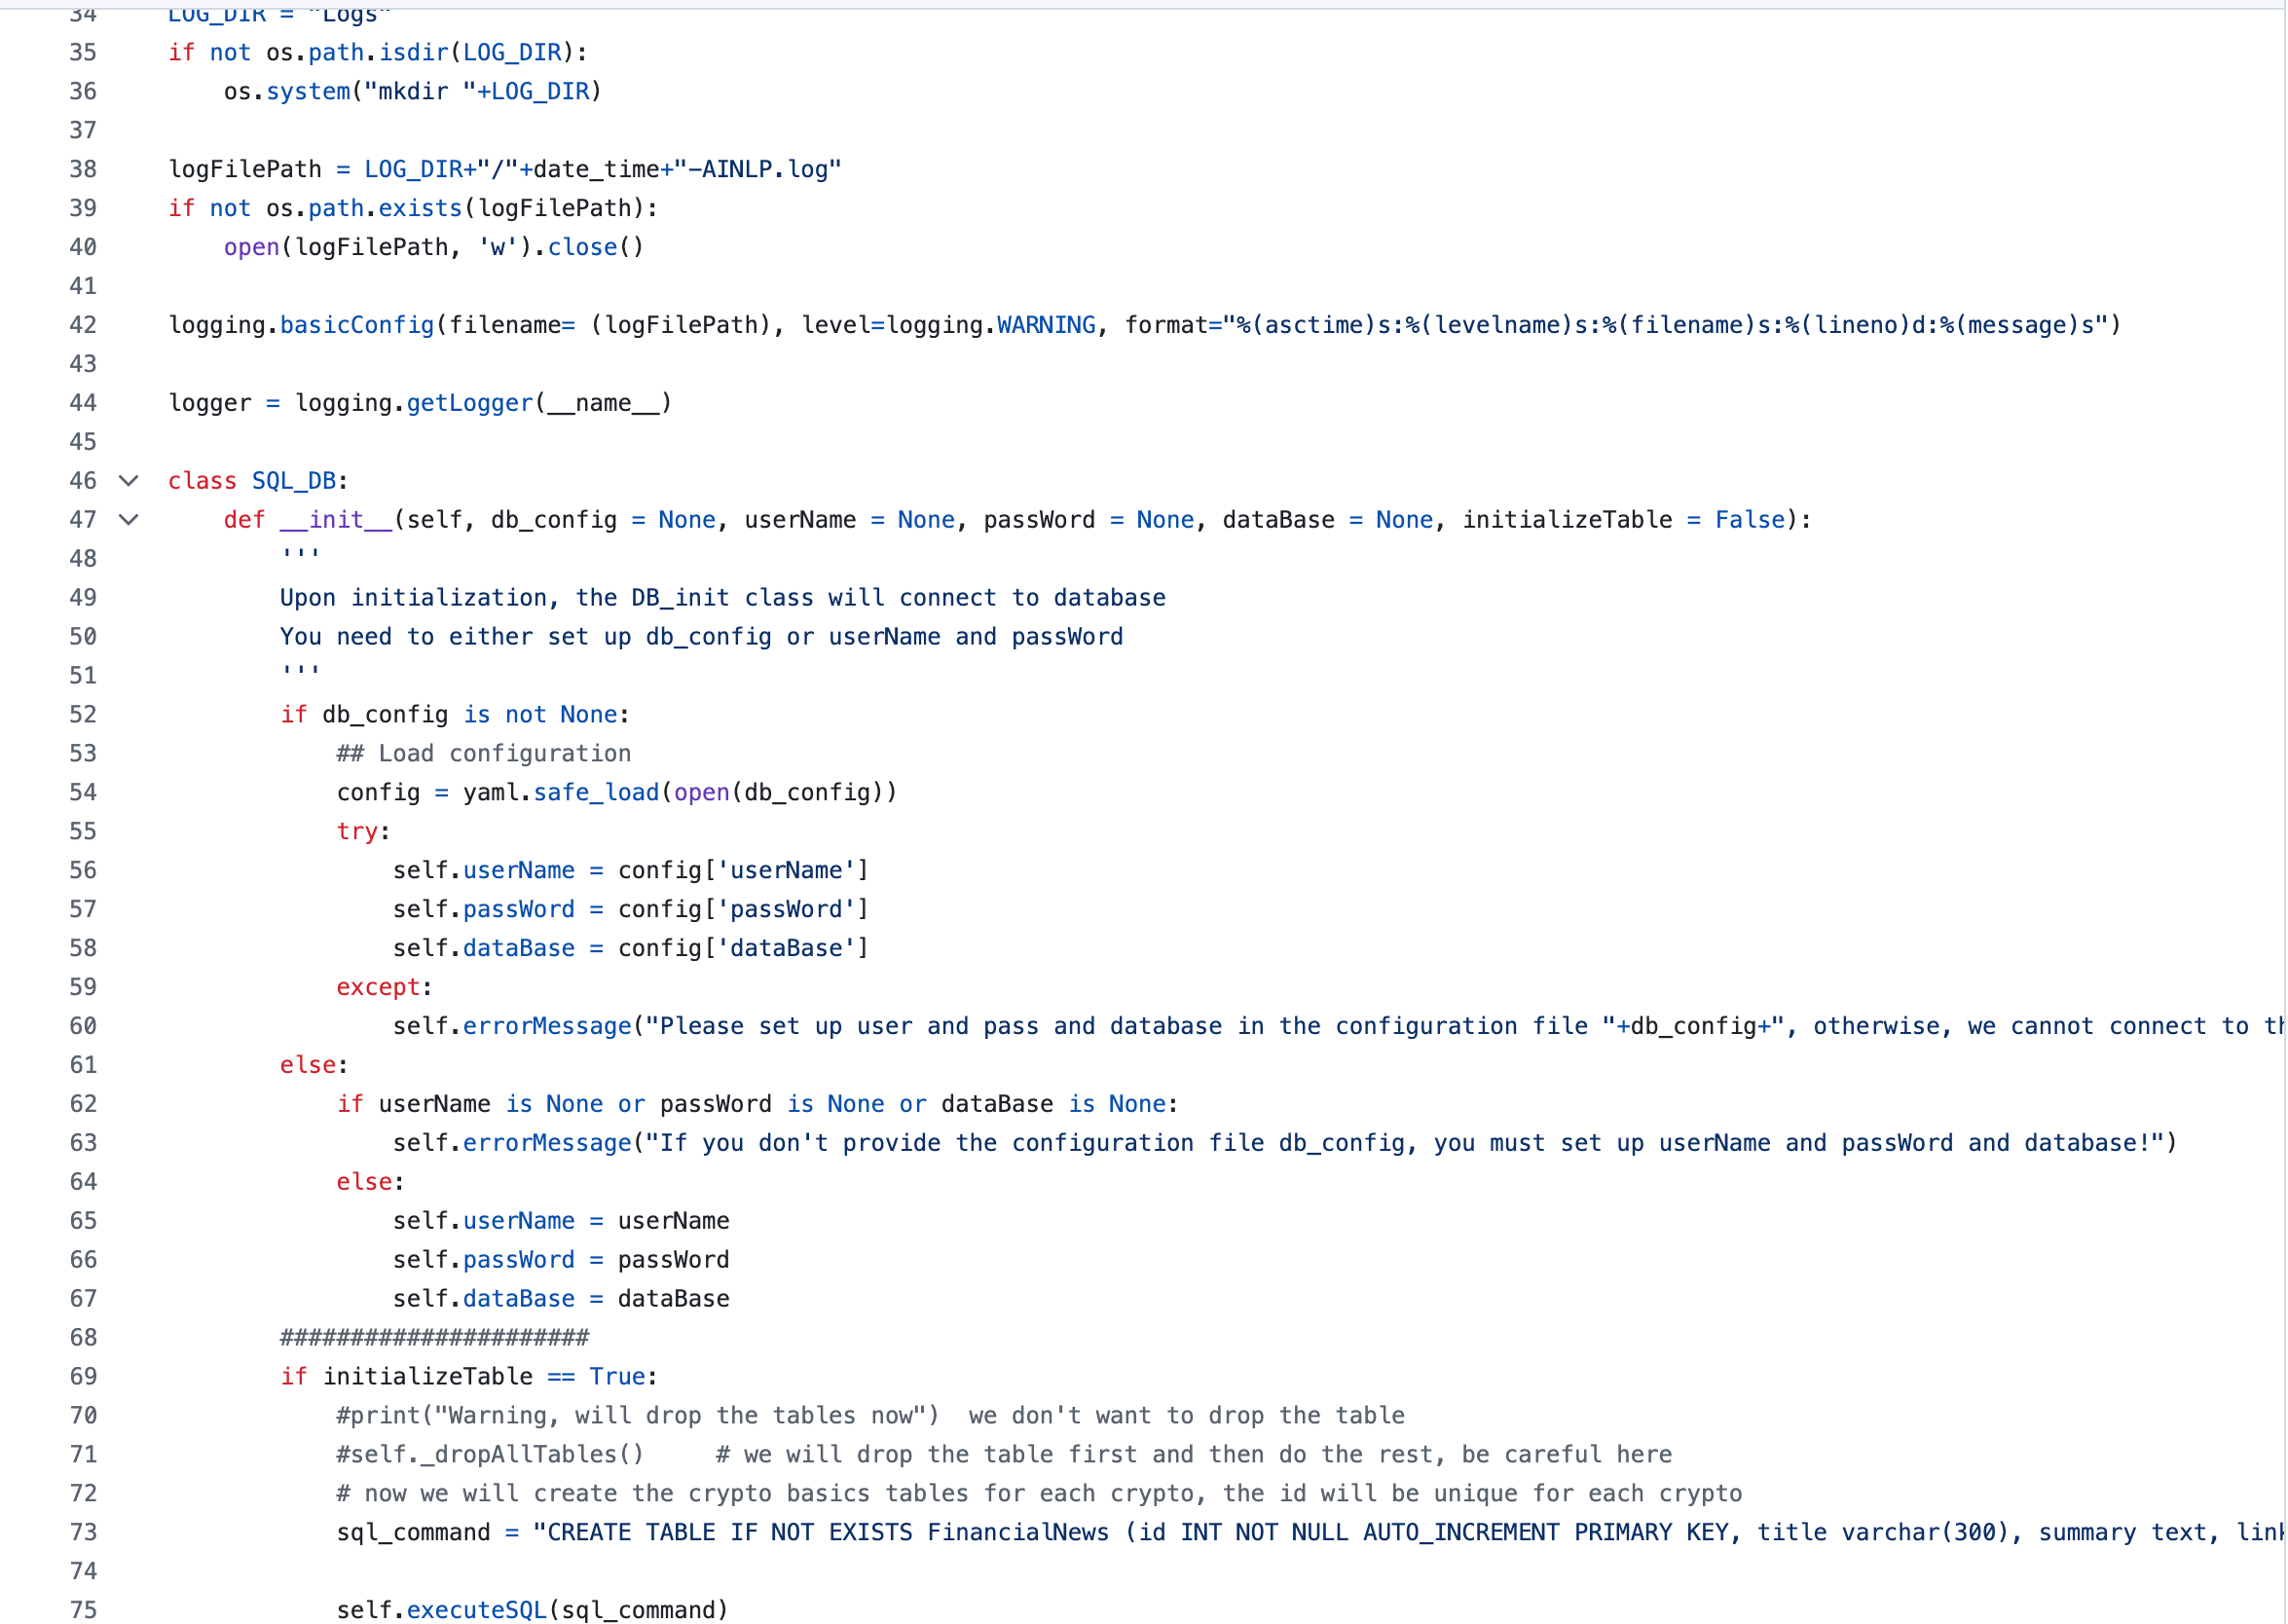 34 LOG_DIR = "Logs"
35 if not os.path.isdir(LOG_DIR):
36     os.system("mkdir "+LOG_DIR)
37
38 logFilePath = LOG_DIR+"/"+date_time+"-AINLP.log"
39 if not os.path.exists(logFilePath):
40     open(logFilePath, 'w').close()
41
42 logging.basicConfig(filename= (logFilePath), level=logging.WARNING, format="%(asctime)s:%(levelname)s:%(filename)s:%(lineno)d:%(message)s")
43
44 logger = logging.getLogger(__name__)
45
46 class SQL_DB:
47     def __init__(self, db_config = None, userName = None, passWord = None, dataBase = None, initializeTable = False):
48         '''
49         Upon initialization, the DB_init class will connect to database
50         You need to either set up db_config or userName and passWord
51         '''
52         if db_config is not None:
53             ## Load configuration
54             config = yaml.safe_load(open(db_config))
55             try:
56                 self.userName = config['userName']
57                 self.passWord = config['passWord']
58                 self.dataBase = config['dataBase']
59             except:
60                 self.errorMessage("Please set up user and pass and database in the configuration file "+db_config+", otherwise, we cannot connect to
61         else:
62             if userName is None or passWord is None or dataBase is None:
63                 self.errorMessage("If you don't provide the configuration file db_config, you must set up userName and passWord and database!")
64             else:
65                 self.userName = userName
66                 self.passWord = passWord
67                 self.dataBase = dataBase
68         ######################
69         if initializeTable == True:
70             #print("Warning, will drop the tables now")  we don't want to drop the table
71             #self._dropAllTables()     # we will drop the table first and then do the rest, be careful here
72             # now we will create the crypto basics tables for each crypto, the id will be unique for each crypto
73             sql_command = "CREATE TABLE IF NOT EXISTS FinancialNews (id INT NOT NULL AUTO_INCREMENT PRIMARY KEY, title varchar(300), summary text,
74
75             self.executeSQL(sql_command)